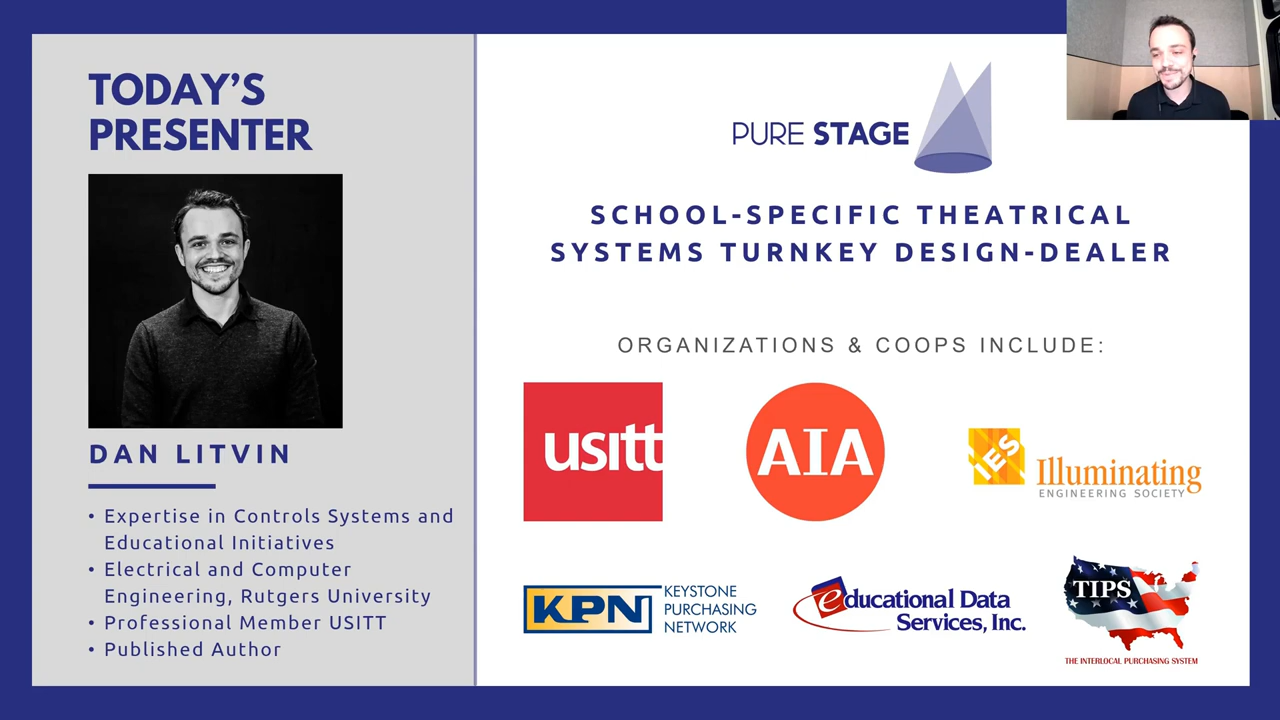 TODAY'S
PRESENTER
DAN LITVIN
• Expertise in Controls Systems and
Educational Initiatives
• Electrical and Computer
Engineering, Rutgers University
• Professional Member USITT
• Published Author
PURE STAGE
SCHOOL-SPECIFIC THEATRICAL
SYSTEMS TURNKEY DESIGN-DEALER
ORGANIZATIONS & COOPS INCLUDE:
usitt
AIA
IES
Illuminating
ENGINEERING SOCIETY
KPN
KEYSTONE
PURCHASING
NETWORK
educational Data
Services, Inc.
TIPS
THE INTERLOCAL PURCHASING SYSTEM